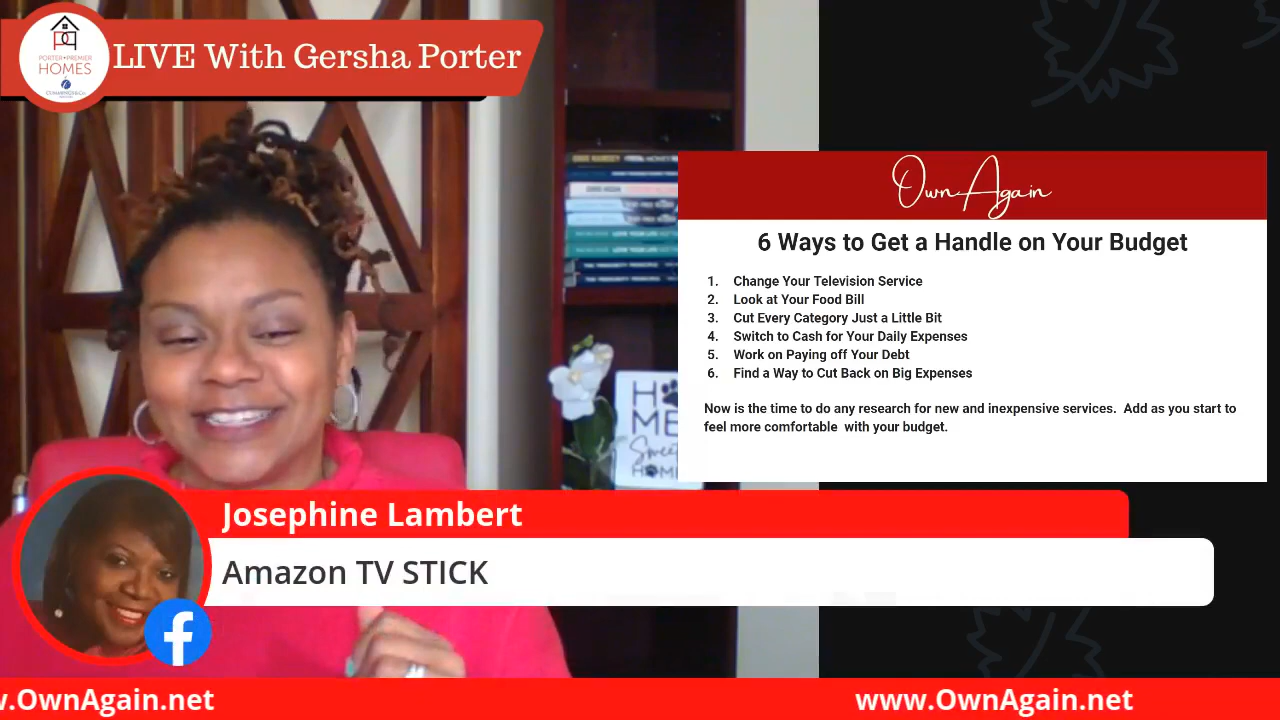 PORTER PREMIER
HOMES
LIVE With Gersha Porter
HOME
Sweet
HOME
OwnAgain
6 Ways to Get a Handle on Your Budget
1. Change Your Television Service
2. Look at Your Food Bill
3. Cut Every Category Just a Little Bit
4. Switch to Cash for Your Daily Expenses
5. Work on Paying off Your Debt
6. Find a Way to Cut Back on Big Expenses
Now is the time to do any research for new and inexpensive services. Add as you start to
feel more comfortable with your budget.
Josephine Lambert
Amazon TV STICK
w.OwnAgain.net
www.OwnAgain.net